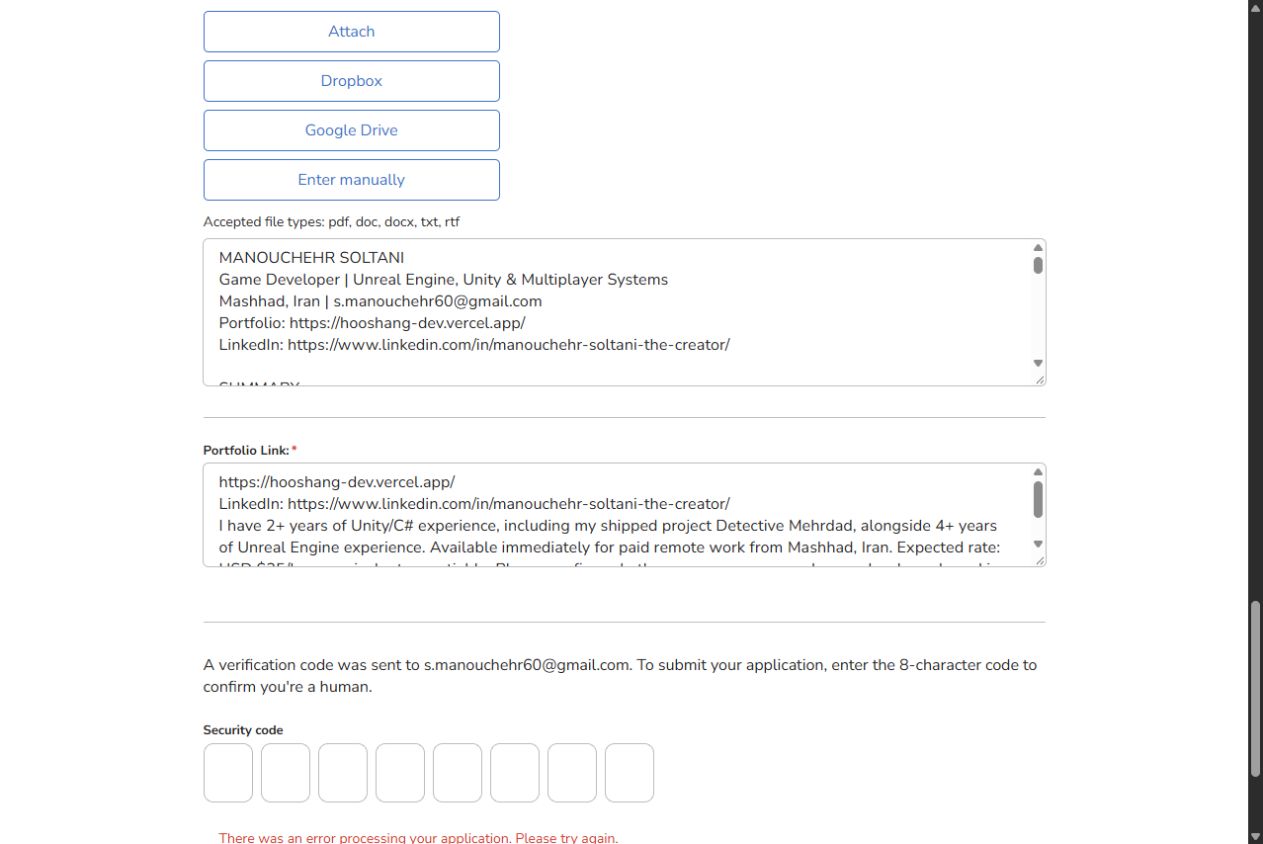 Attach
Dropbox
Google Drive
Enter manually
Accepted file types: pdf, doc, docx, txt, rtf
MANOUCHEHR SOLTANI
Game Developer | Unreal Engine, Unity & Multiplayer Systems
Mashhad, Iran | s.manouchehr60@gmail.com
Portfolio: https://hooshang-dev.vercel.app/
LinkedIn: https://www.linkedin.com/in/manouchehr-soltani-the-creator/
SUMMARY
Portfolio Link:*
https://hooshang-dev.vercel.app/
LinkedIn: https://www.linkedin.com/in/manouchehr-soltani-the-creator/
I have 2+ years of Unity/C# experience, including my shipped project Detective Mehrdad, alongside 4+ years
of Unreal Engine experience. Available immediately for paid remote work from Mashhad, Iran. Expected rate:
A verification code was sent to s.manouchehr60@gmail.com. To submit your application, enter the 8-character code to
confirm you're a human.
Security code
There was an error processing your application. Please try again.